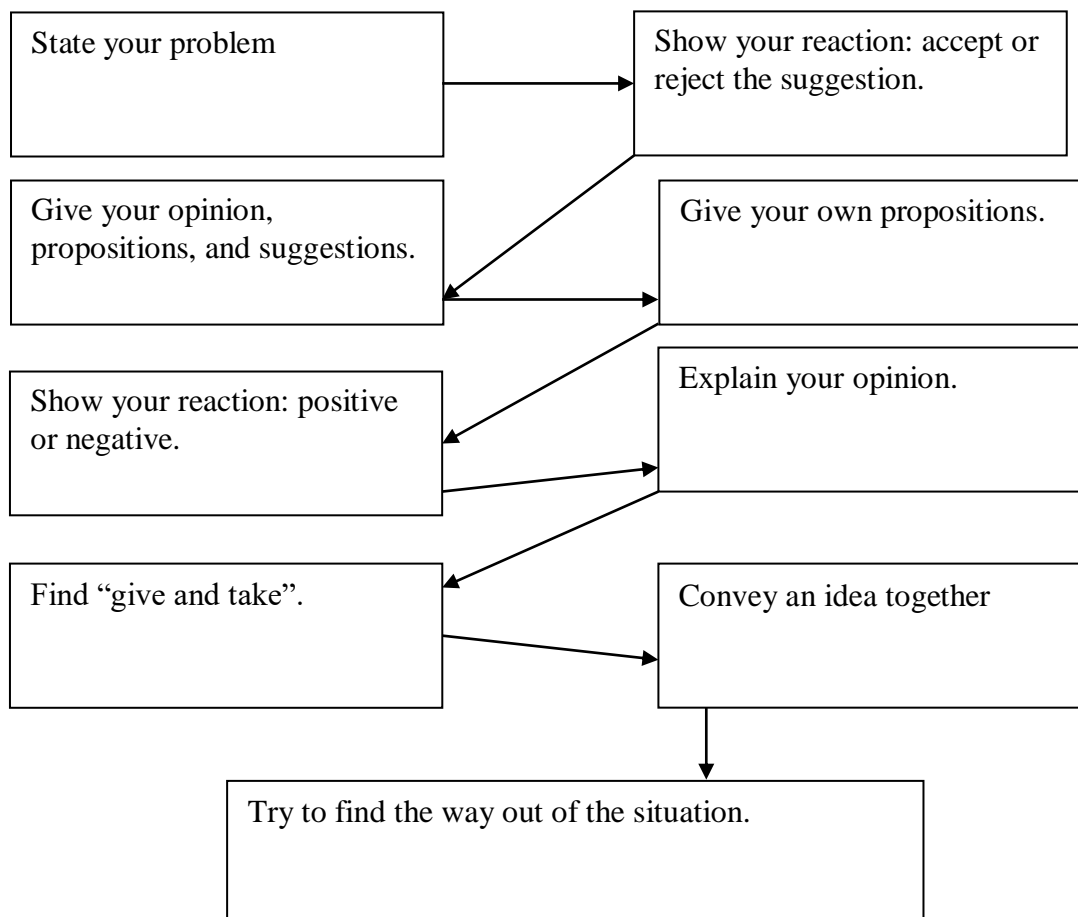 State your problem
Show your reaction: accept or
reject the suggestion.
Give your opinion,
propositions, and suggestions.
Give your own propositions.
Show your reaction: positive
or negative.
Explain your opinion.
Find “give and take”.
Convey an idea together
Try to find the way out of the situation.